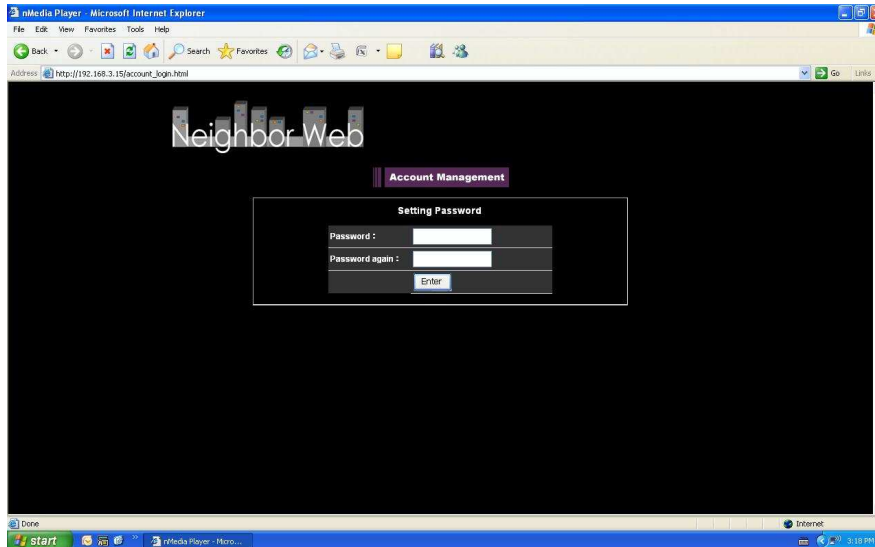 nMedia Player - Microsoft Internet Explorer
File Edit View Favorites Tools Help
Back Search Favorites
Address http://192.168.3.15/account_login.html Go Links
Neighbor Web
Account Management
Setting Password
Password :
Password again :
Enter
Done Internet
start nMedia Player - Micro... 3:18 PM